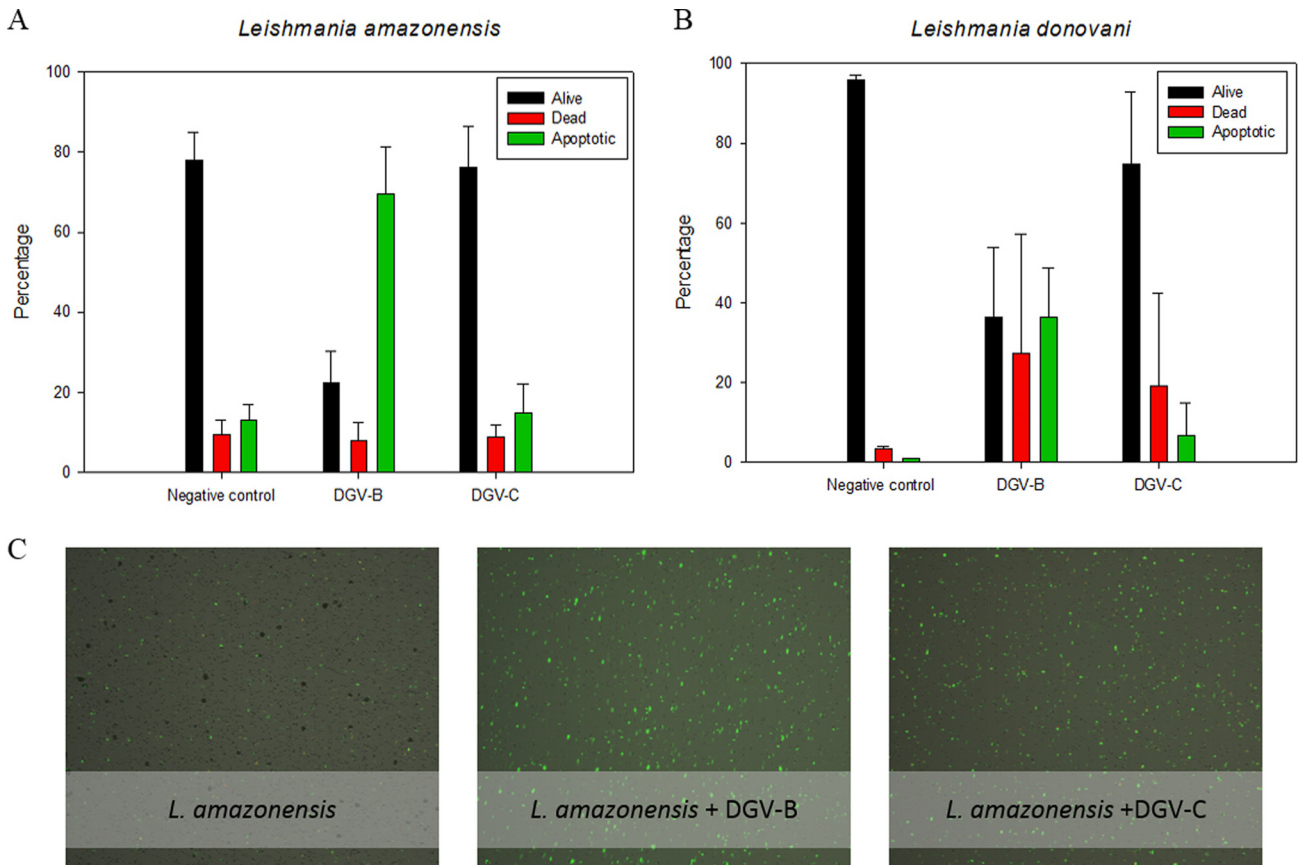 A
Leishmania amazonensis
100
80
60
40
20
0
Percentage
Alive
Dead
Apoptotic
Negative control
DGV-B
DGV-C
B
Leishmania donovani
100
80
60
40
20
0
Percentage
Alive
Dead
Apoptotic
Negative control
DGV-B
DGV-C
C
L. amazonensis
L. amazonensis + DGV-B
L. amazonensis +DGV-C